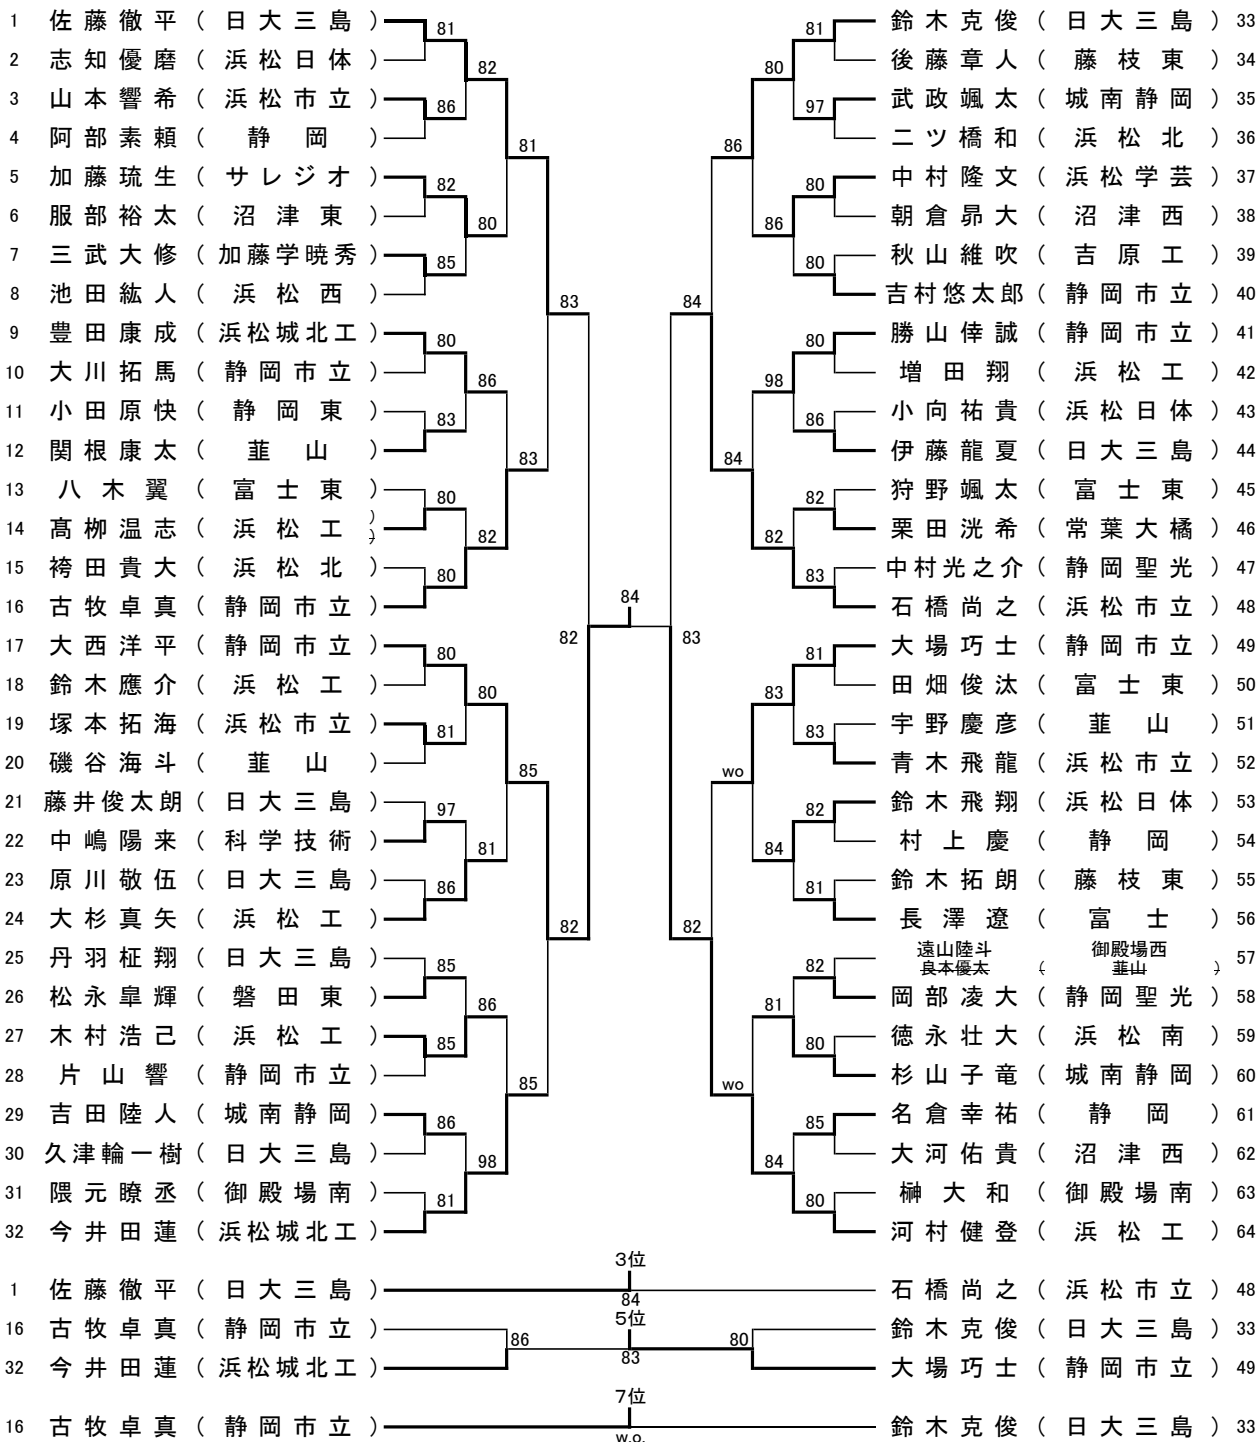 1 佐藤徹平 ( 日大三島 ) 81 81 鈴木克俊 ( 日大三島 ) 33
2 志知優磨 ( 浜松日体 ) 82 80 後藤章人 ( 藤枝東 ) 34
3 山本響希 ( 浜松市立 ) 86 97 武政颯太 ( 城南静岡 ) 35
4 阿部素頼 ( 静岡 ) 81 86 二ツ橋和 ( 浜松北 ) 36
5 加藤琉生 ( サレジオ ) 82 80 中村隆文 ( 浜松学芸 ) 37
6 服部裕太 ( 沼津東 ) 80 86 朝倉昴大 ( 沼津西 ) 38
7 三武大修 ( 加藤学暁秀 ) 85 80 秋山維吹 ( 吉原工 ) 39
8 池田紘人 ( 浜松西 ) 83 84 吉村悠太郎 ( 静岡市立 ) 40
9 豊田康成 ( 浜松城北工 ) 80 80 勝山倖誠 ( 静岡市立 ) 41
10 大川拓馬 ( 静岡市立 ) 86 98 増田翔 ( 浜松工 ) 42
11 小田原快 ( 静岡東 ) 83 86 小向祐貴 ( 浜松日体 ) 43
12 関根康太 ( 韮山 ) 83 84 伊藤龍夏 ( 日大三島 ) 44
13 八木翼 ( 富士東 ) 80 82 狩野颯太 ( 富士東 ) 45
14 髙栁温志 ( 浜松工 ) ) 82 82 栗田洸希 ( 常葉大橘 ) 46
15 袴田貴大 ( 浜松北 ) 80 83 中村光之介 ( 静岡聖光 ) 47
16 古牧卓真 ( 静岡市立 ) 84 石橋尚之 ( 浜松市立 ) 48
17 大西洋平 ( 静岡市立 ) 80 82 83 81 大場巧士 ( 静岡市立 ) 49
18 鈴木應介 ( 浜松工 ) 80 83 田畑俊汰 ( 富士東 ) 50
19 塚本拓海 ( 浜松市立 ) 81 83 宇野慶彦 ( 韮山 ) 51
20 磯谷海斗 ( 韮山 ) 85 wo 青木飛龍 ( 浜松市立 ) 52
21 藤井俊太朗 ( 日大三島 ) 97 82 鈴木飛翔 ( 浜松日体 ) 53
22 中嶋陽来 ( 科学技術 ) 81 84 村上慶 ( 静岡 ) 54
23 原川敬伍 ( 日大三島 ) 86 81 鈴木拓朗 ( 藤枝東 ) 55
24 大杉真矢 ( 浜松工 ) 82 82 長澤遼 ( 富士 ) 56
遠山陸斗 御殿場西
25 丹羽柾翔 ( 日大三島 ) 85 82 良本優太 ( 韮山 ) 57
26 松永皐輝 ( 磐田東 ) 86 81 岡部凌大 ( 静岡聖光 ) 58
27 木村浩己 ( 浜松工 ) 85 80 徳永壮大 ( 浜松南 ) 59
28 片山響 ( 静岡市立 ) 85 wo 杉山子竜 ( 城南静岡 ) 60
29 吉田陸人 ( 城南静岡 ) 86 85 名倉幸祐 ( 静岡 ) 61
30 久津輪一樹 ( 日大三島 ) 98 84 大河佑貴 ( 沼津西 ) 62
31 隈元瞭丞 ( 御殿場南 ) 81 80 榊大和 ( 御殿場南 ) 63
32 今井田蓮 ( 浜松城北工 ) 河村健登 ( 浜松工 ) 64
3位
1 佐藤徹平 ( 日大三島 ) 84 石橋尚之 ( 浜松市立 ) 48
5位
16 古牧卓真 ( 静岡市立 ) 86 80 鈴木克俊 ( 日大三島 ) 33
32 今井田蓮 ( 浜松城北工 ) 83 大場巧士 ( 静岡市立 ) 49
7位
16 古牧卓真 ( 静岡市立 ) w.o. 鈴木克俊 ( 日大三島 ) 33